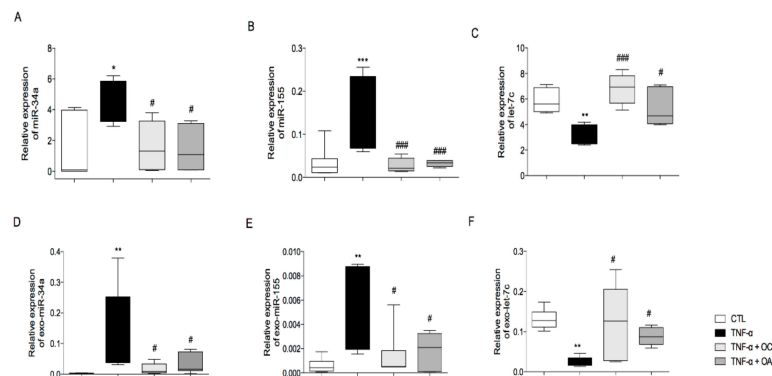 A
Relative expression
of miR-34a
8
6
4
2
0
*
#
#
B
Relative expression
of miR-155
0.3
0.2
0.1
0.0
***
###
###
C
Relative expression
of let-7c
10
8
6
4
2
0
**
###
#
D
Relative expression
of exo-miR-34a
0.4
0.3
0.2
0.1
0.0
**
#
#
E
Relative expression
of exo-miR-155
0.010
0.008
0.006
0.004
0.002
0.000
**
#
#
F
Relative expression
of exo-let-7c
0.3
0.2
0.1
0.0
**
#
#
CTL
TNF-α
TNF-α + OC
TNF-α + OA